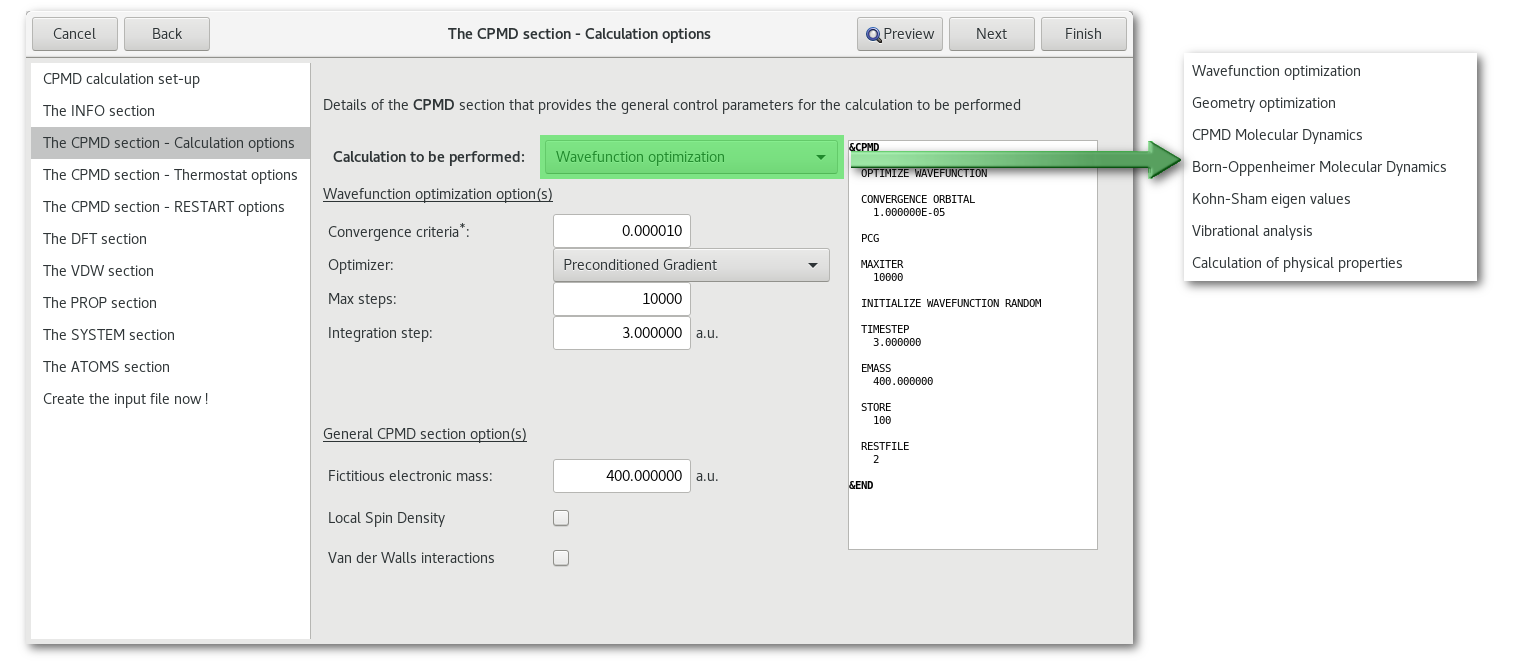 Cancel Back The CPMD section - Calculation options Preview Next Finish
CPMD calculation set-up
The INFO section
The CPMD section - Calculation options
The CPMD section - Thermostat options
The CPMD section - RESTART options
The DFT section
The VDW section
The PROP section
The SYSTEM section
The ATOMS section
Create the input file now !
Details of the CPMD section that provides the general control parameters for the calculation to be performed
Calculation to be performed: Wavefunction optimization
Wavefunction optimization option(s)
Convergence criteria*: 0.000010
Optimizer: Preconditioned Gradient
Max steps: 10000
Integration step: 3.000000 a.u.
General CPMD section option(s)
Fictitious electronic mass: 400.000000 a.u.
Local Spin Density
Van der Walls interactions
&CPMD
OPTIMIZE WAVEFUNCTION
CONVERGENCE ORBITAL
1.000000E-05
PCG
MAXITER
10000
INITIALIZE WAVEFUNCTION RANDOM
TIMESTEP
3.000000
EMASS
400.000000
STORE
100
RESTFILE
2
&END
Wavefunction optimization
Geometry optimization
CPMD Molecular Dynamics
Born-Oppenheimer Molecular Dynamics
Kohn-Sham eigen values
Vibrational analysis
Calculation of physical properties